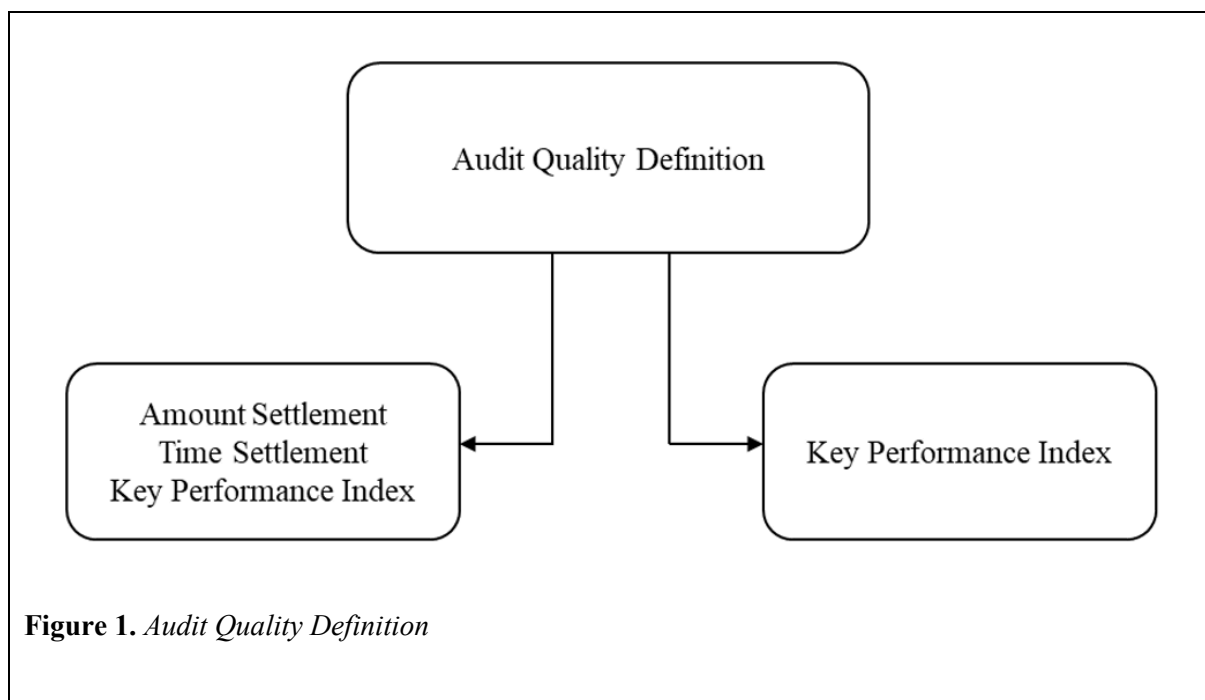 Audit Quality Definition
Amount Settlement
Time Settlement
Key Performance Index
Key Performance Index
Figure 1. Audit Quality Definition